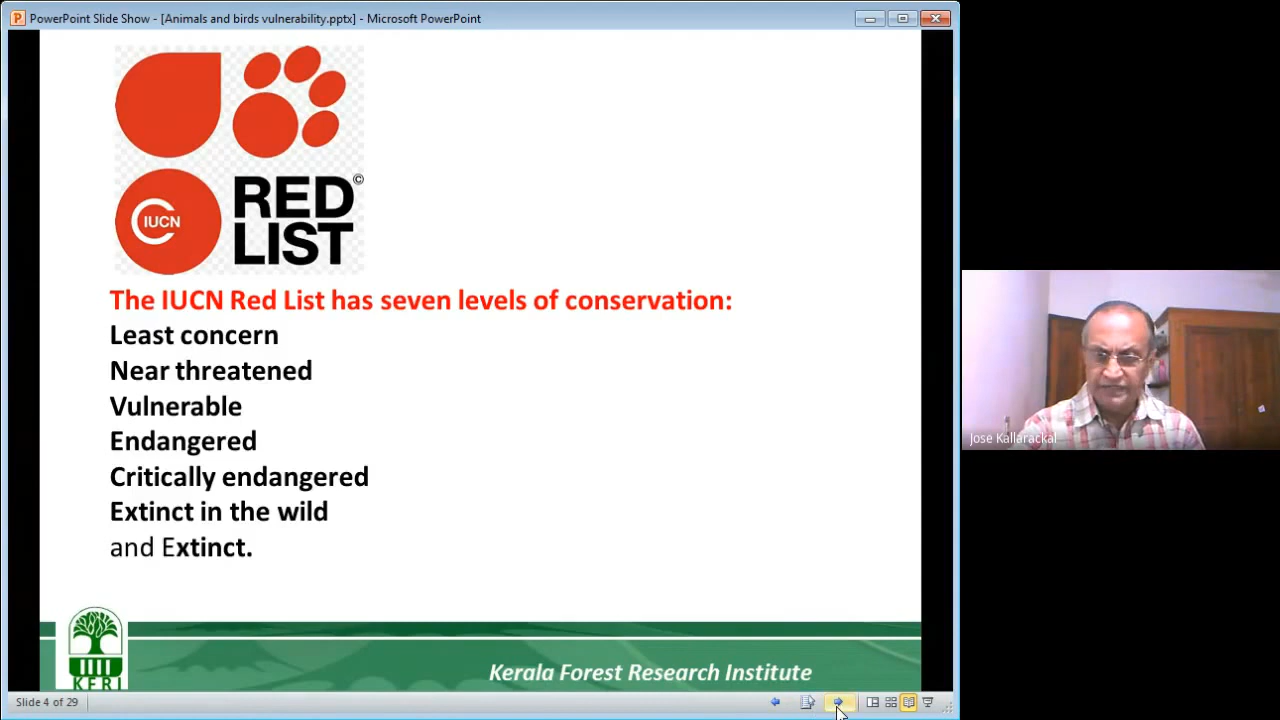 PowerPoint Slide Show - [Animals and birds vulnerability.pptx] - Microsoft PowerPoint
RED©
LIST
IUCN
The IUCN Red List has seven levels of conservation:
Least concern
Near threatened
Vulnerable
Endangered
Critically endangered
Extinct in the wild
and Extinct.
Jose Kallarackal
KFRI
Kerala Forest Research Institute
Slide 4 of 29